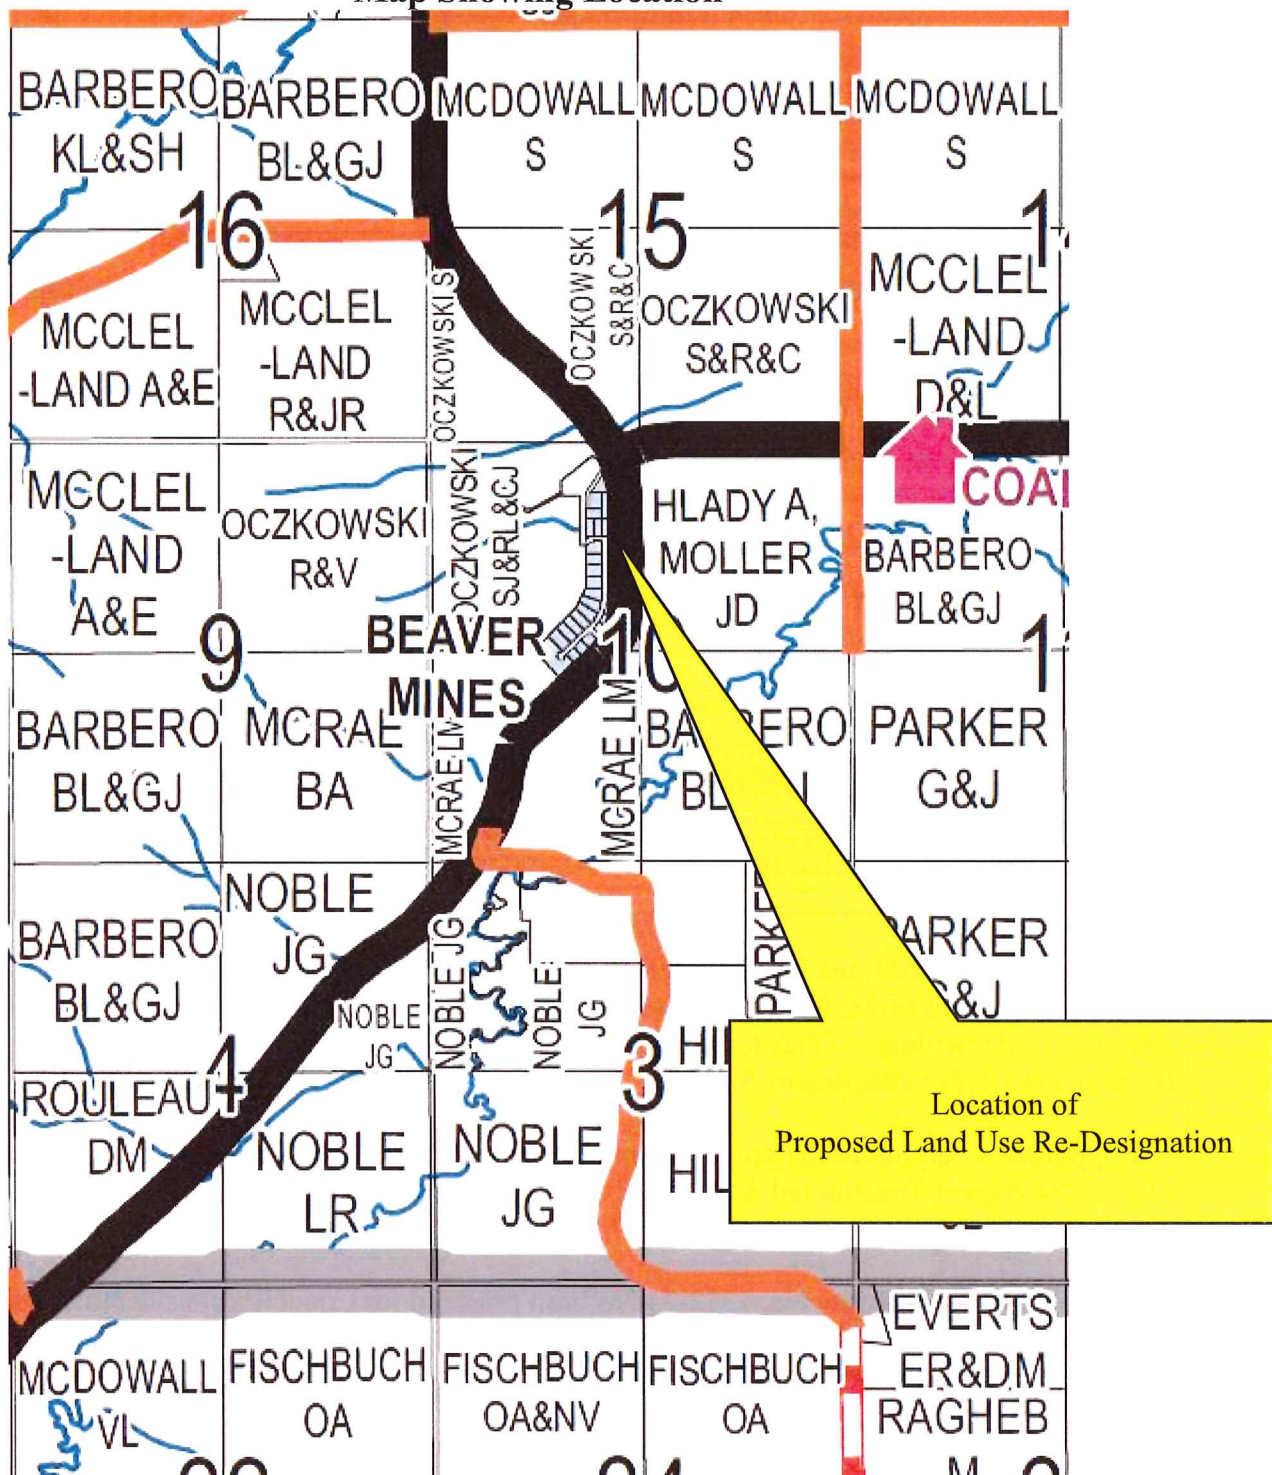 Map Showing Location
BARBERO
KL&SH
BARBERO
BL&GJ
MCDOWALL
S
MCDOWALL
S
MCDOWALL
S
16
15
MCCLEL
-LAND A&E
MCCLEL
-LAND
R&JR
OCZKOWSKI S
OCZKOWSKI
S&R&C
OCZKOWSKI
S&R&C
MCCLEL
-LAND
D&L
MCCLEL
-LAND
A&E
OCZKOWSKI
R&V
OCZKOWSKI
SJ&RL&CJ
HLADY A,
MOLLER
JD
BARBERO
BL&GJ
9
BEAVER
MINES
10
BARBERO
BL&GJ
MCRAE
BA
MCRAE LM
MCRAE LM
PARKER
G&J
BARBERO
BL&GJ
NOBLE
JG
NOBLE
JG
NOBLE JG
NOBLE
JG
4
3
Location of
Proposed Land Use Re-Designation
ROULEAU
DM
NOBLE
LR
NOBLE
JG
EVERTS
ER&DM
MCDOWALL
VL
FISCHBUCH
OA
FISCHBUCH
OA&NV
FISCHBUCH
OA
RAGHEB
M